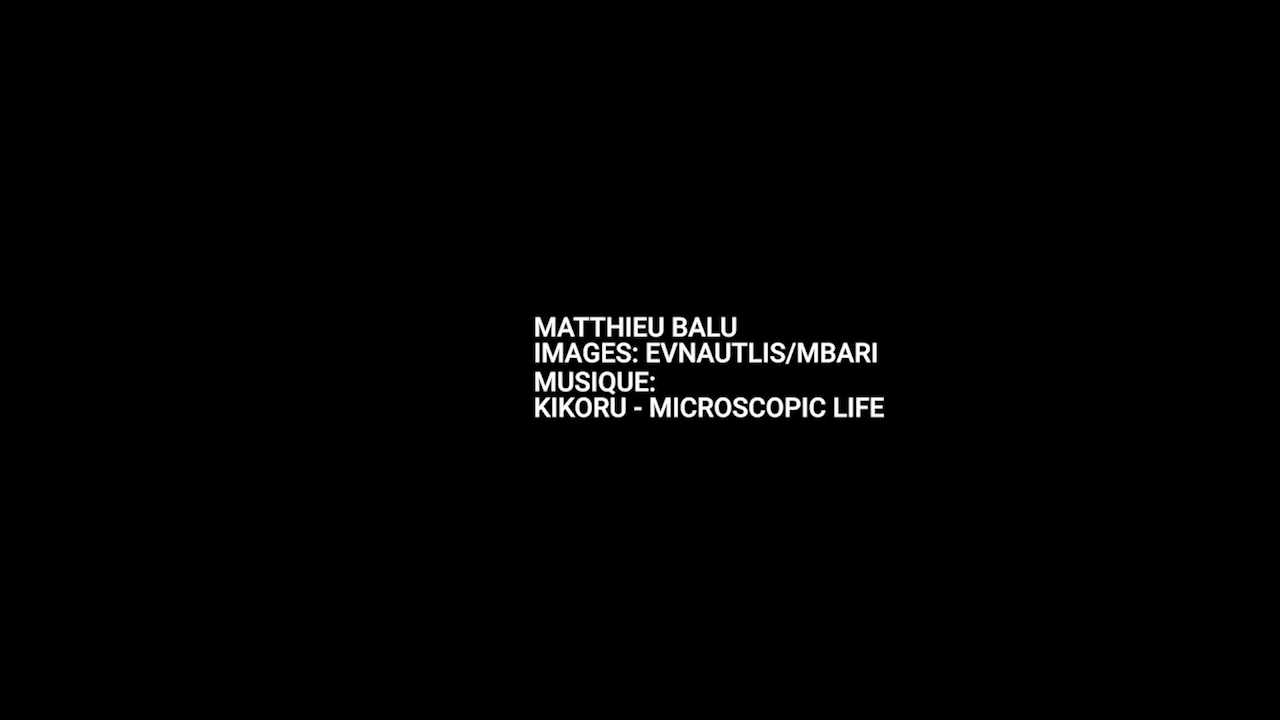 MATTHIEU BALU
IMAGES: EVNAUTLIS/MBARI
MUSIQUE:
KIKORU - MICROSCOPIC LIFE